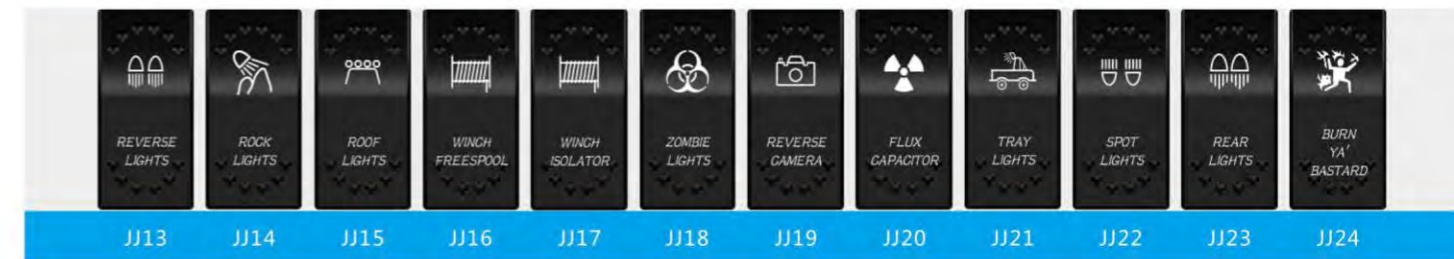 REVERSE
LIGHTS
ROCK
LIGHTS
ROOF
LIGHTS
WINCH
FREESPOOL
WINCH
ISOLATOR
ZOMBIE
LIGHTS
REVERSE
CAMERA
FLUX
CAPACITOR
TRAY
LIGHTS
SPOT
LIGHTS
REAR
LIGHTS
BURN
YA'
BASTARD
JJ13 JJ14 JJ15 JJ16 JJ17 JJ18 JJ19 JJ20 JJ21 JJ22 JJ23 JJ24